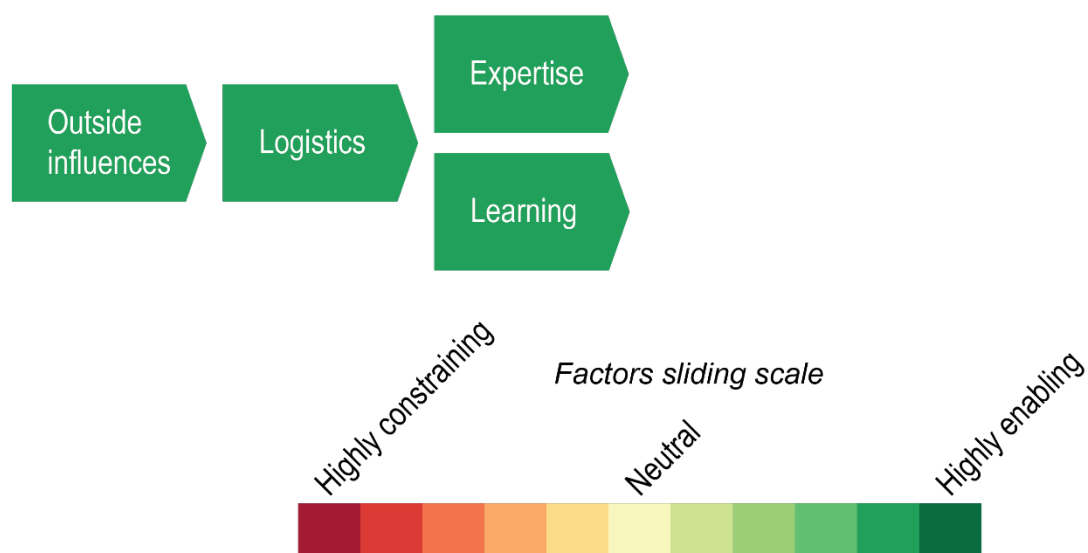 Outside
influences
Logistics
Expertise
Learning
Factors sliding scale
Highly constraining
Neutral
Highly enabling